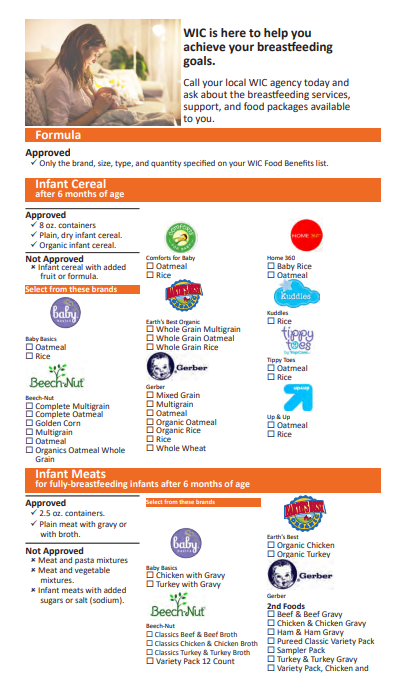 WIC is here to help you
achieve your breastfeeding
goals.
Call your local WIC agency today and
ask about the breastfeeding services,
support, and food packages available
to you.
Formula
Approved
✓ Only the brand, size, type, and quantity specified on your WIC Food Benefits list.
Infant Cereal
after 6 months of age
Approved
✓ 8 oz. containers
✓ Plain, dry infant cereal.
✓ Organic infant cereal.
Not Approved
× Infant cereal with added
fruit or formula.
Select from these brands
baby
Baby Basics
☐ Oatmeal
☐ Rice
Beech-Nut
Beech-Nut
☐ Complete Multigrain
☐ Complete Oatmeal
☐ Golden Corn
☐ Multigrain
☐ Oatmeal
☐ Organics Oatmeal Whole
Grain
COMFORTS
Comforts for Baby
☐ Oatmeal
☐ Rice
EARTH'S BEST
Earth's Best Organic
☐ Whole Grain Multigrain
☐ Whole Grain Oatmeal
☐ Whole Grain Rice
Gerber
Gerber
☐ Mixed Grain
☐ Multigrain
☐ Oatmeal
☐ Organic Oatmeal
☐ Organic Rice
☐ Rice
☐ Whole Wheat
HOME 360
Home 360
☐ Baby Rice
☐ Oatmeal
Kuddles
Kuddles
☐ Rice
tippy
toes
Tippy Toes
☐ Oatmeal
☐ Rice
up&up
Up & Up
☐ Oatmeal
☐ Rice
Infant Meats
for fully-breastfeeding infants after 6 months of age
Approved
✓ 2.5 oz. containers.
✓ Plain meat with gravy or
with broth.
Not Approved
× Meat and pasta mixtures
× Meat and vegetable
mixtures.
× Infant meats with added
sugars or salt (sodium).
Select from these brands
baby
Baby Basics
☐ Chicken with Gravy
☐ Turkey with Gravy
Beech-Nut
Beech-Nut
☐ Classics Beef & Beef Broth
☐ Classics Chicken & Chicken Broth
☐ Classics Turkey & Turkey Broth
☐ Variety Pack 12 Count
EARTH'S BEST
Earth's Best
☐ Organic Chicken
☐ Organic Turkey
Gerber
Gerber
2nd Foods
☐ Beef & Beef Gravy
☐ Chicken & Chicken Gravy
☐ Ham & Ham Gravy
☐ Pureed Classic Variety Pack
☐ Sampler Pack
☐ Turkey & Turkey Gravy
☐ Variety Pack, Chicken and